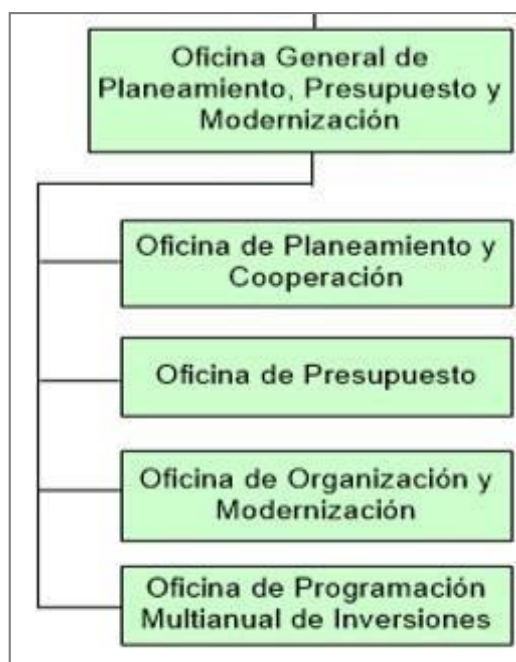 Oficina General de
Planeamiento, Presupuesto y
Modernización
Oficina de Planeamiento y
Cooperación
Oficina de Presupuesto
Oficina de Organización y
Modernización
Oficina de Programación
Multianual de Inversiones